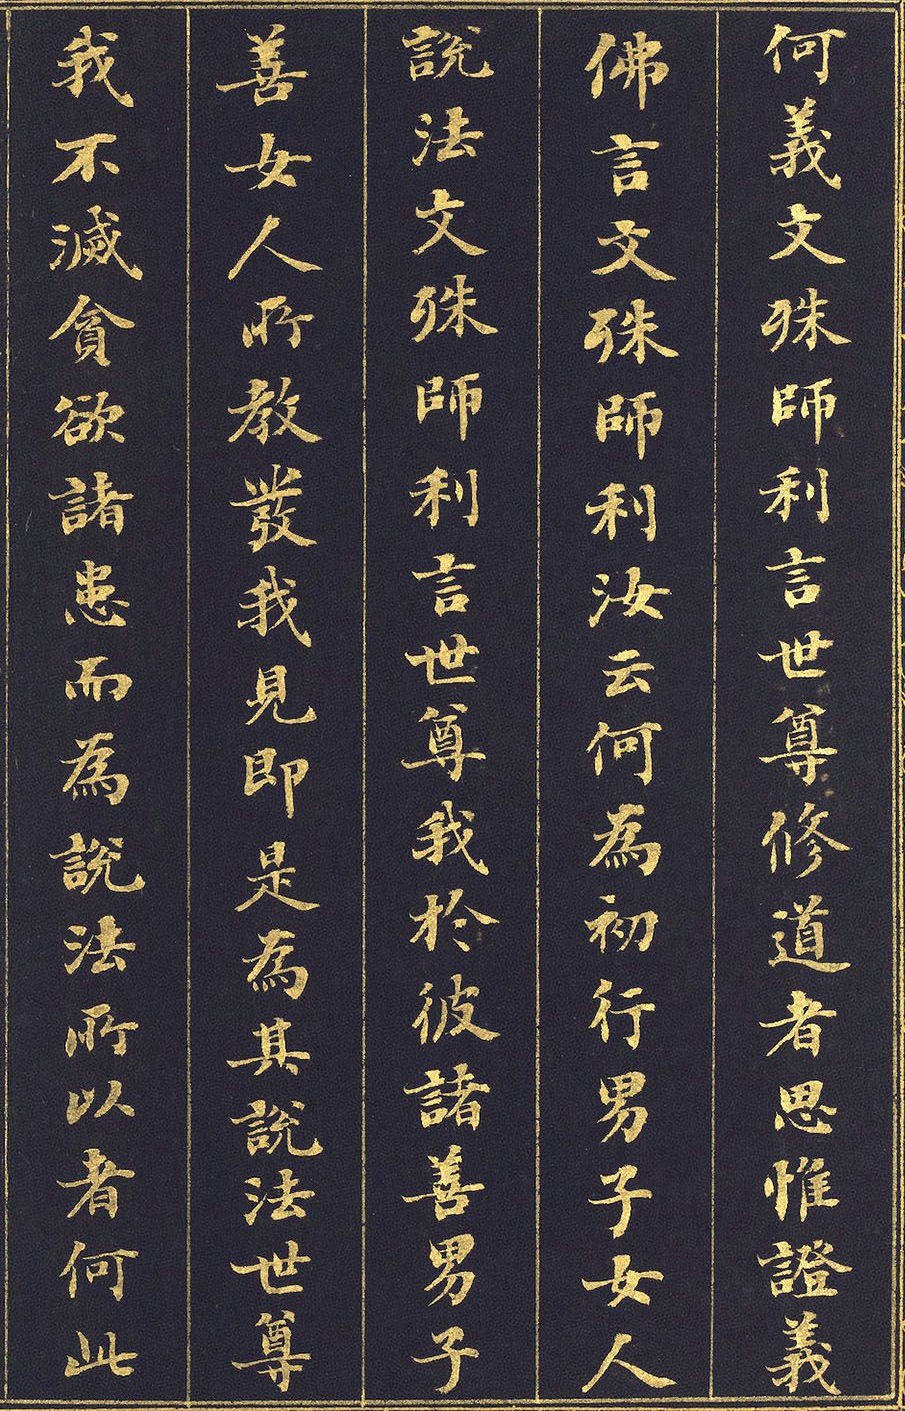 何義文殊師利言世尊修道者思惟證義
佛言文殊師利汝云何為初行男子女人
說法文殊師利言世尊我於彼諸善男子
善女人所教發我見即是為其說法世尊
我不滅貪欲諸患而為說法所以者何此